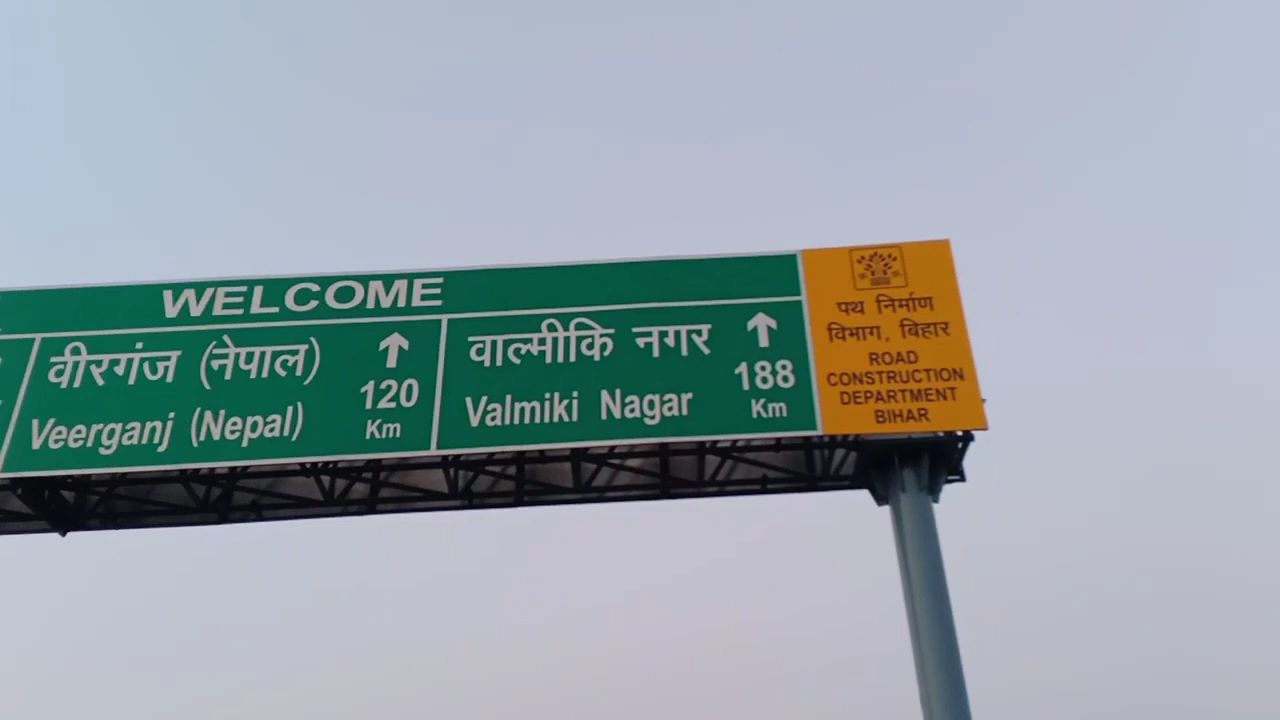 WELCOME
वीरगंज (नेपाल)
Veerganj (Nepal)
120
Km
वाल्मीकि नगर
Valmiki Nagar
188
Km
पथ निर्माण
विभाग, बिहार
ROAD
CONSTRUCTION
DEPARTMENT
BIHAR